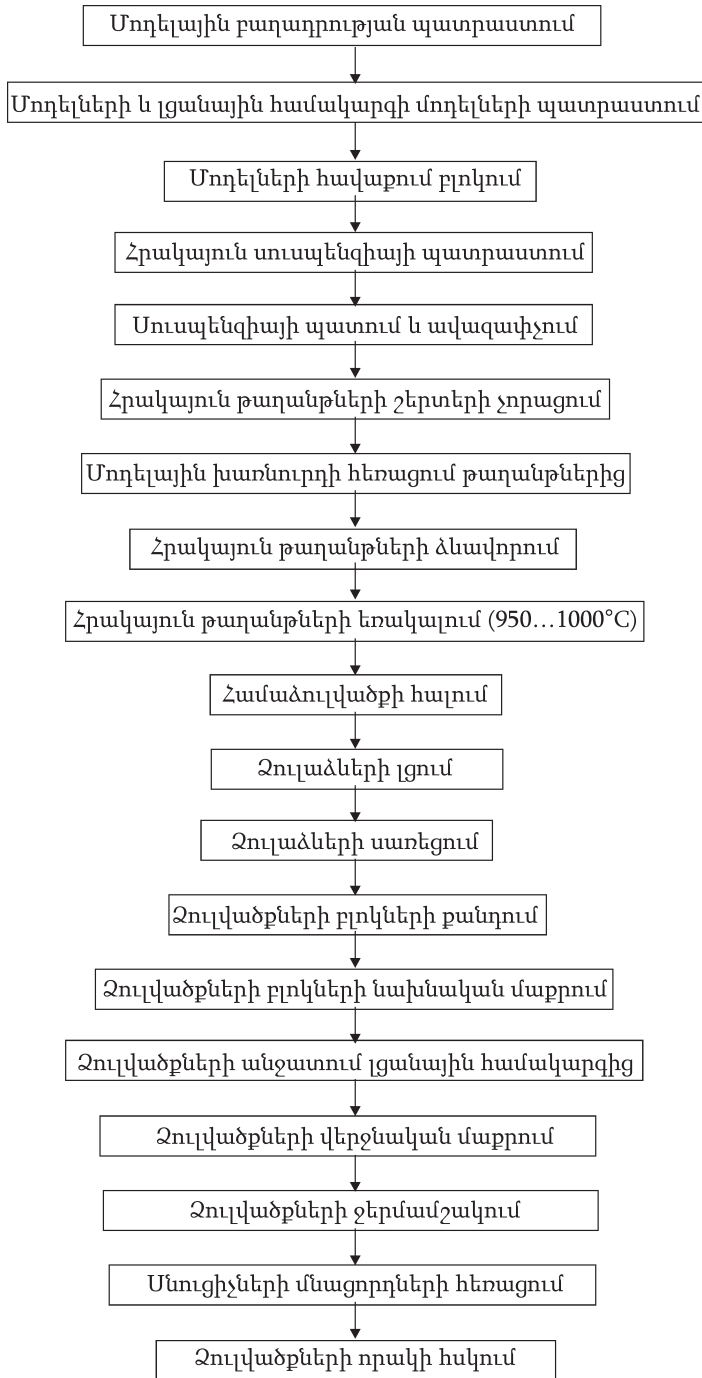 Մոդելային բաղադրության պատրաստում
Մոդելների և լցանային համակարգի մոդելների պատրաստում
Մոդելների հավաքում բլոկում
Հրակայուն սուսպենզիայի պատրաստում
Սուսպենզիայի պատում և ավազափչում
Հրակայուն թաղանթների շերտերի չորացում
Մոդելային խառնուրդի հեռացում թաղանթներից
Հրակայուն թաղանթների ձևավորում
Հրակայուն թաղանթների եռակալում (950…1000°C)
Համաձուլվածքի հալում
Ձուլաձևերի լցում
Ձուլաձևերի սառեցում
Ձուլվածքների բլոկների քանդում
Ձուլվածքների բլոկների նախնական մաքրում
Ձուլվածքների անջատում լցանային համակարգից
Ձուլվածքների վերջնական մաքրում
Ձուլվածքների ջերմամշակում
Սնուցիչների մնացորդների հեռացում
Ձուլվածքների որակի հսկում